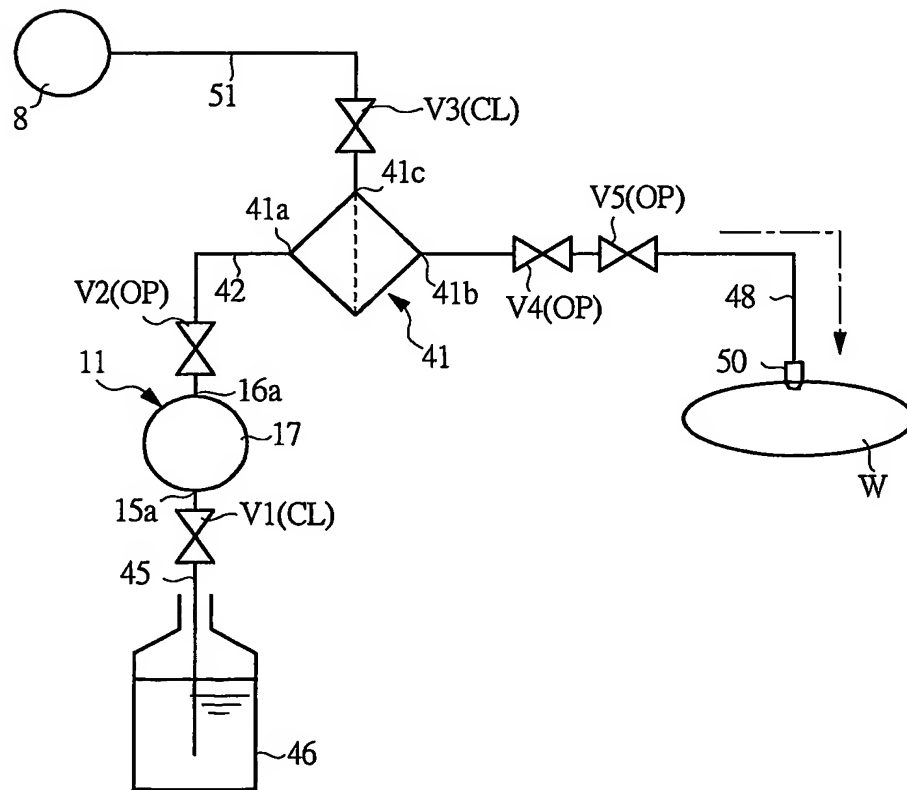 8
51
V3(CL)
41c
41a
V5(OP)
42
41b
V4(OP)
48
V2(OP)
41
50
11
16a
17
W
15a
V1(CL)
45
46